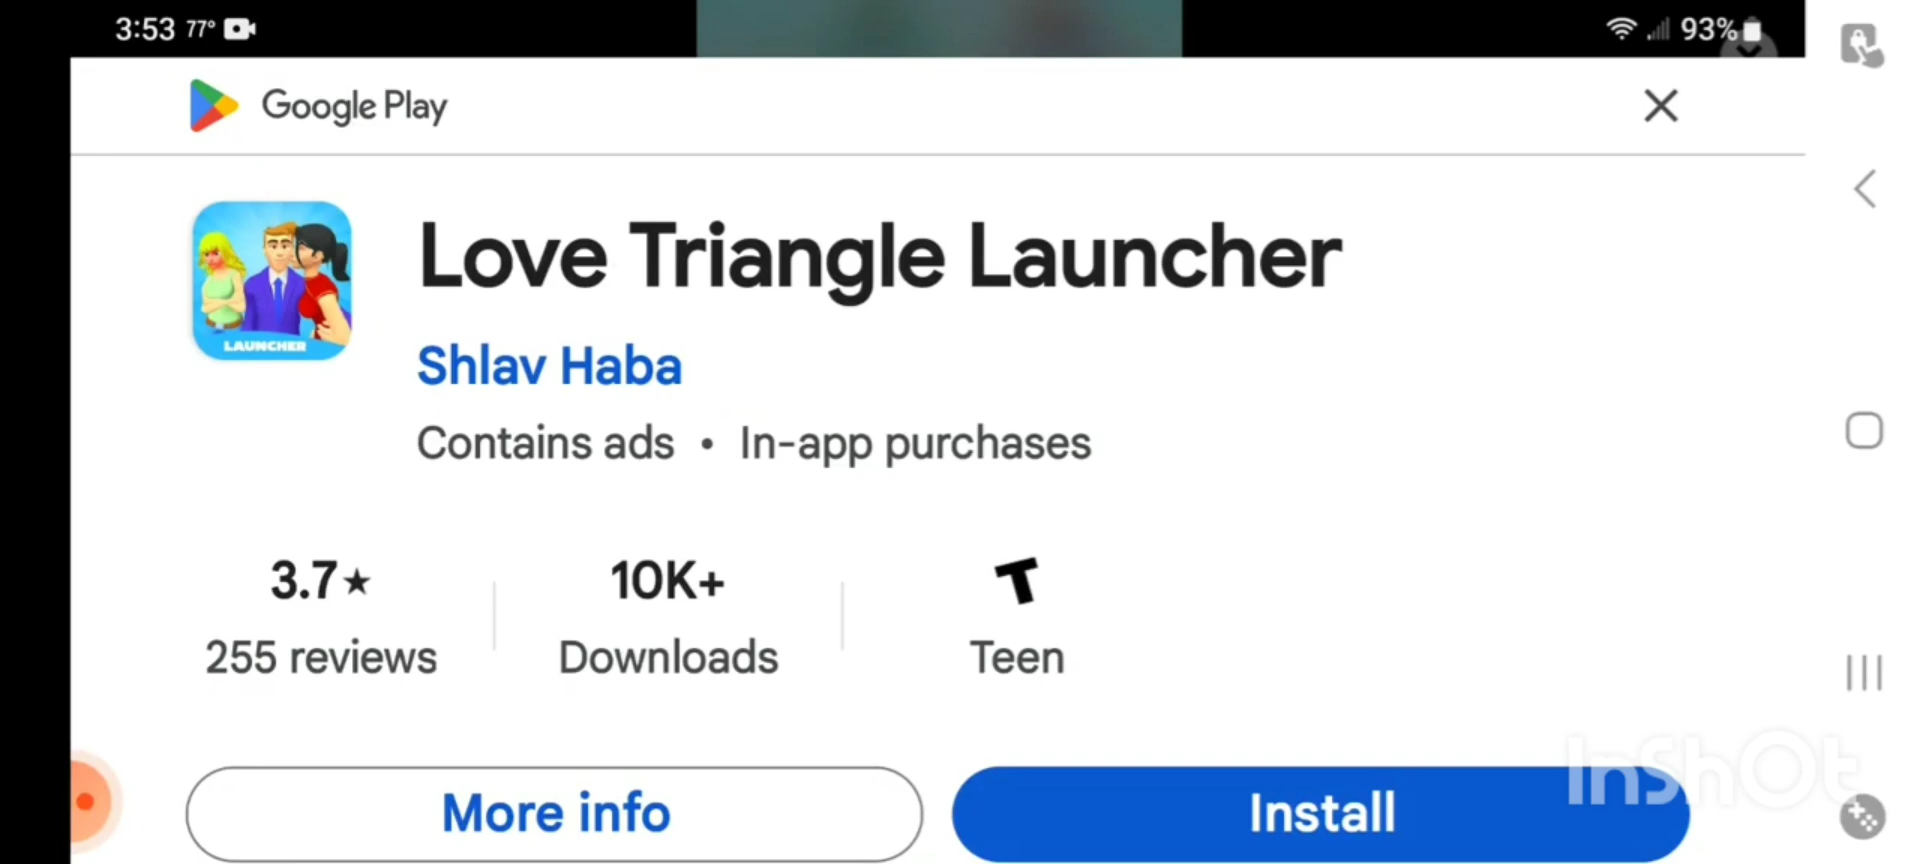 3:53 77° 93%
Google Play
Love Triangle Launcher
LAUNCHER
Shlav Haba
Contains ads • In-app purchases
3.7★ 10K+ T
255 reviews Downloads Teen
More info Install
InShOt